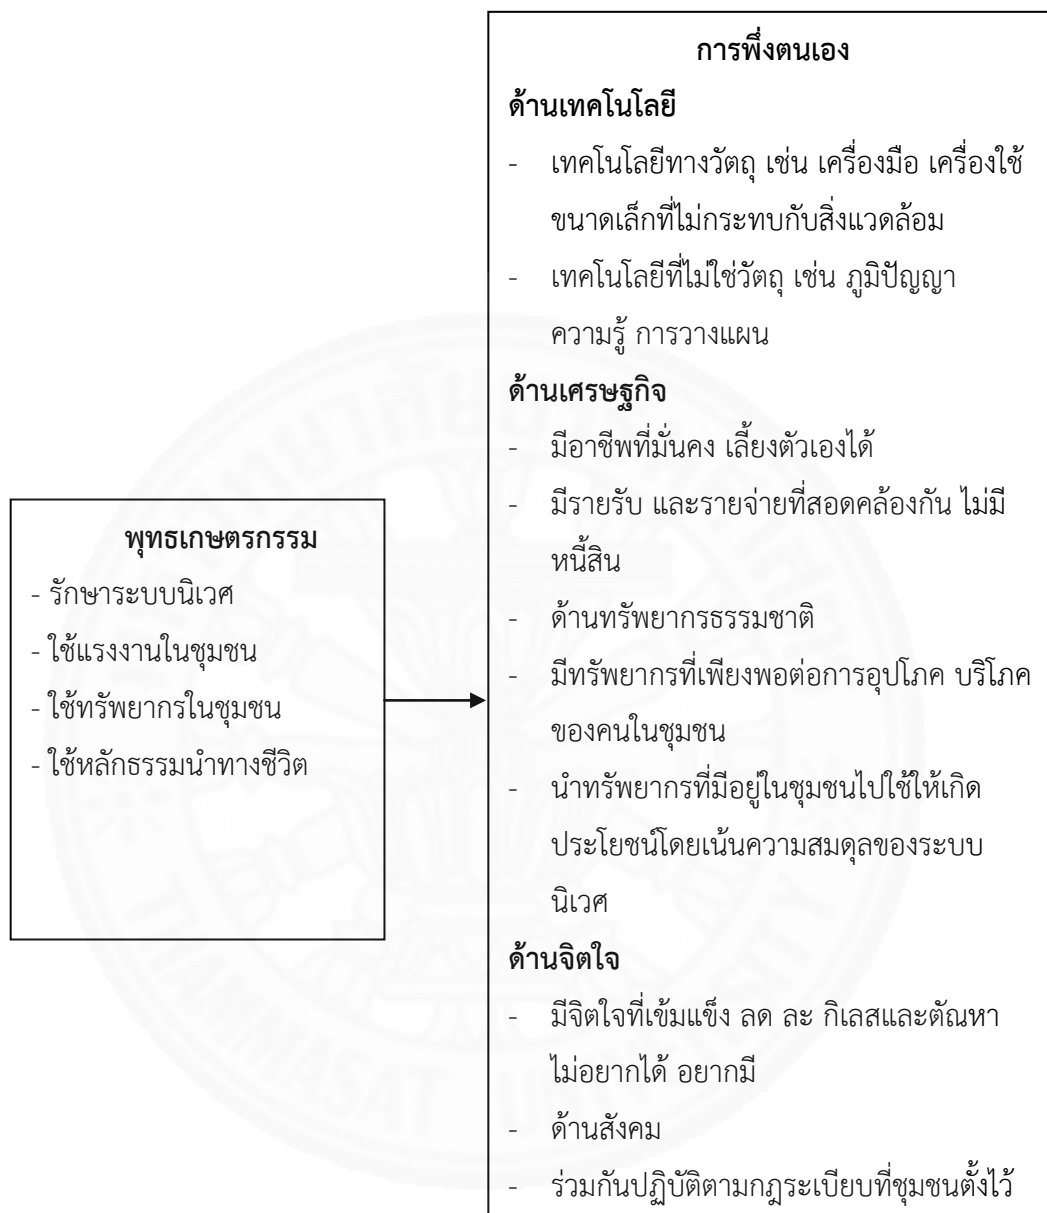 การพึ่งตนเอง
ด้านเทคโนโลยี
- เทคโนโลยีทางวัตถุ เช่น เครื่องมือ เครื่องใช้
ขนาดเล็กที่ไม่กระทบกับสิ่งแวดล้อม
- เทคโนโลยีที่ไม่ใช่วัตถุ เช่น ภูมิปัญญา
ความรู้ การวางแผน
ด้านเศรษฐกิจ
- มีอาชีพที่มั่นคง เลี้ยงตัวเองได้
- มีรายรับ และรายจ่ายที่สอดคล้องกัน ไม่มี
หนี้สิน
- ด้านทรัพยากรธรรมชาติ
- มีทรัพยากรที่เพียงพอต่อการอุปโภค บริโภค
ของคนในชุมชน
- นำทรัพยากรที่มีอยู่ในชุมชนไปใช้ให้เกิด
ประโยชน์โดยเน้นความสมดุลของระบบ
นิเวศ
ด้านจิตใจ
- มีจิตใจที่เข้มแข็ง ลด ละ กิเลสและตัณหา
ไม่อยากได้ อยากมี
- ด้านสังคม
- ร่วมกันปฏิบัติตามกฎระเบียบที่ชุมชนตั้งไว้
พุทธเกษตรกรรม
- รักษาระบบนิเวศ
- ใช้แรงงานในชุมชน
- ใช้ทรัพยากรในชุมชน
- ใช้หลักธรรมนำทางชีวิต
THAMMASAT UNIVERSITY